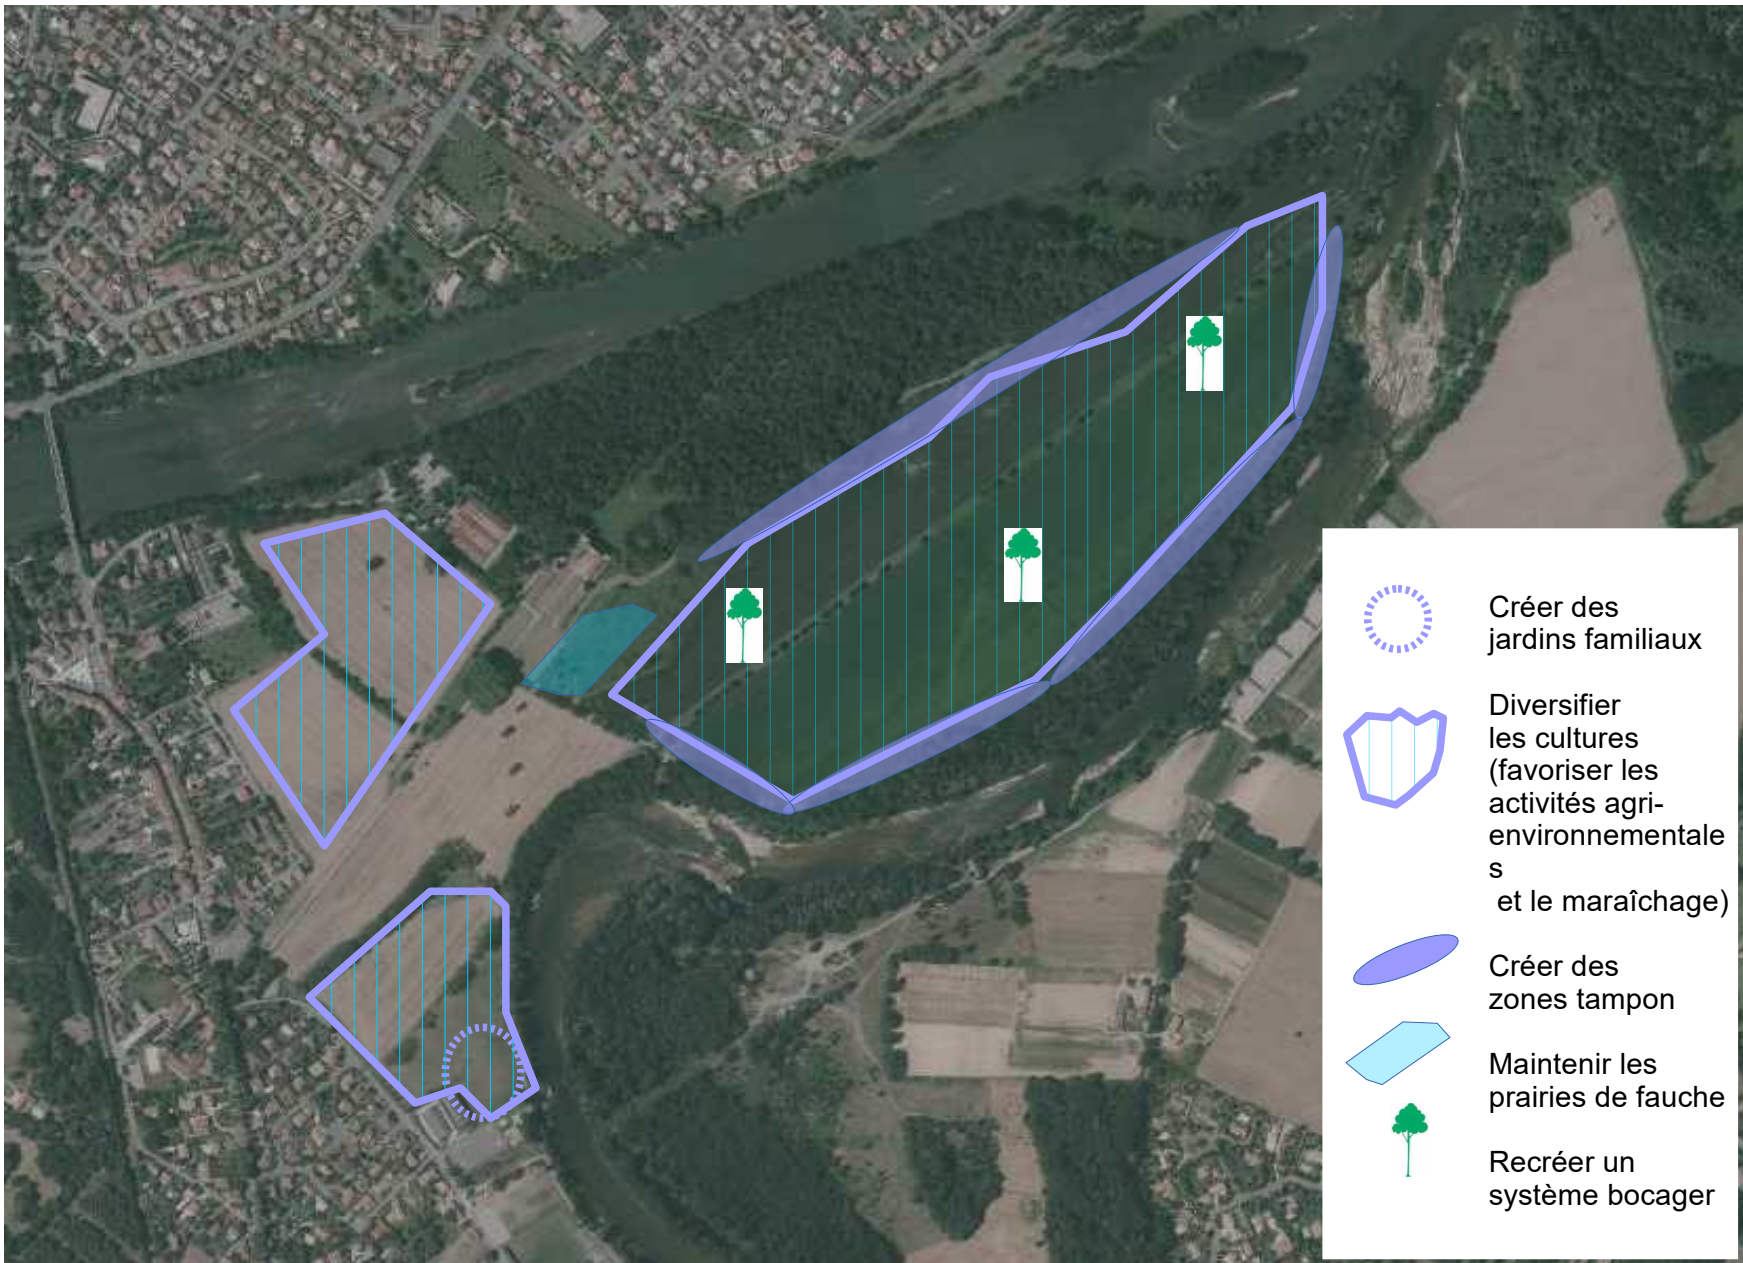 Créer des
jardins familiaux
Diversifier
les cultures
(favoriser les
activités agri-
environnementale
s
et le maraîchage)
Créer des
zones tampon
Maintenir les
prairies de fauche
Recréer un
système bocager